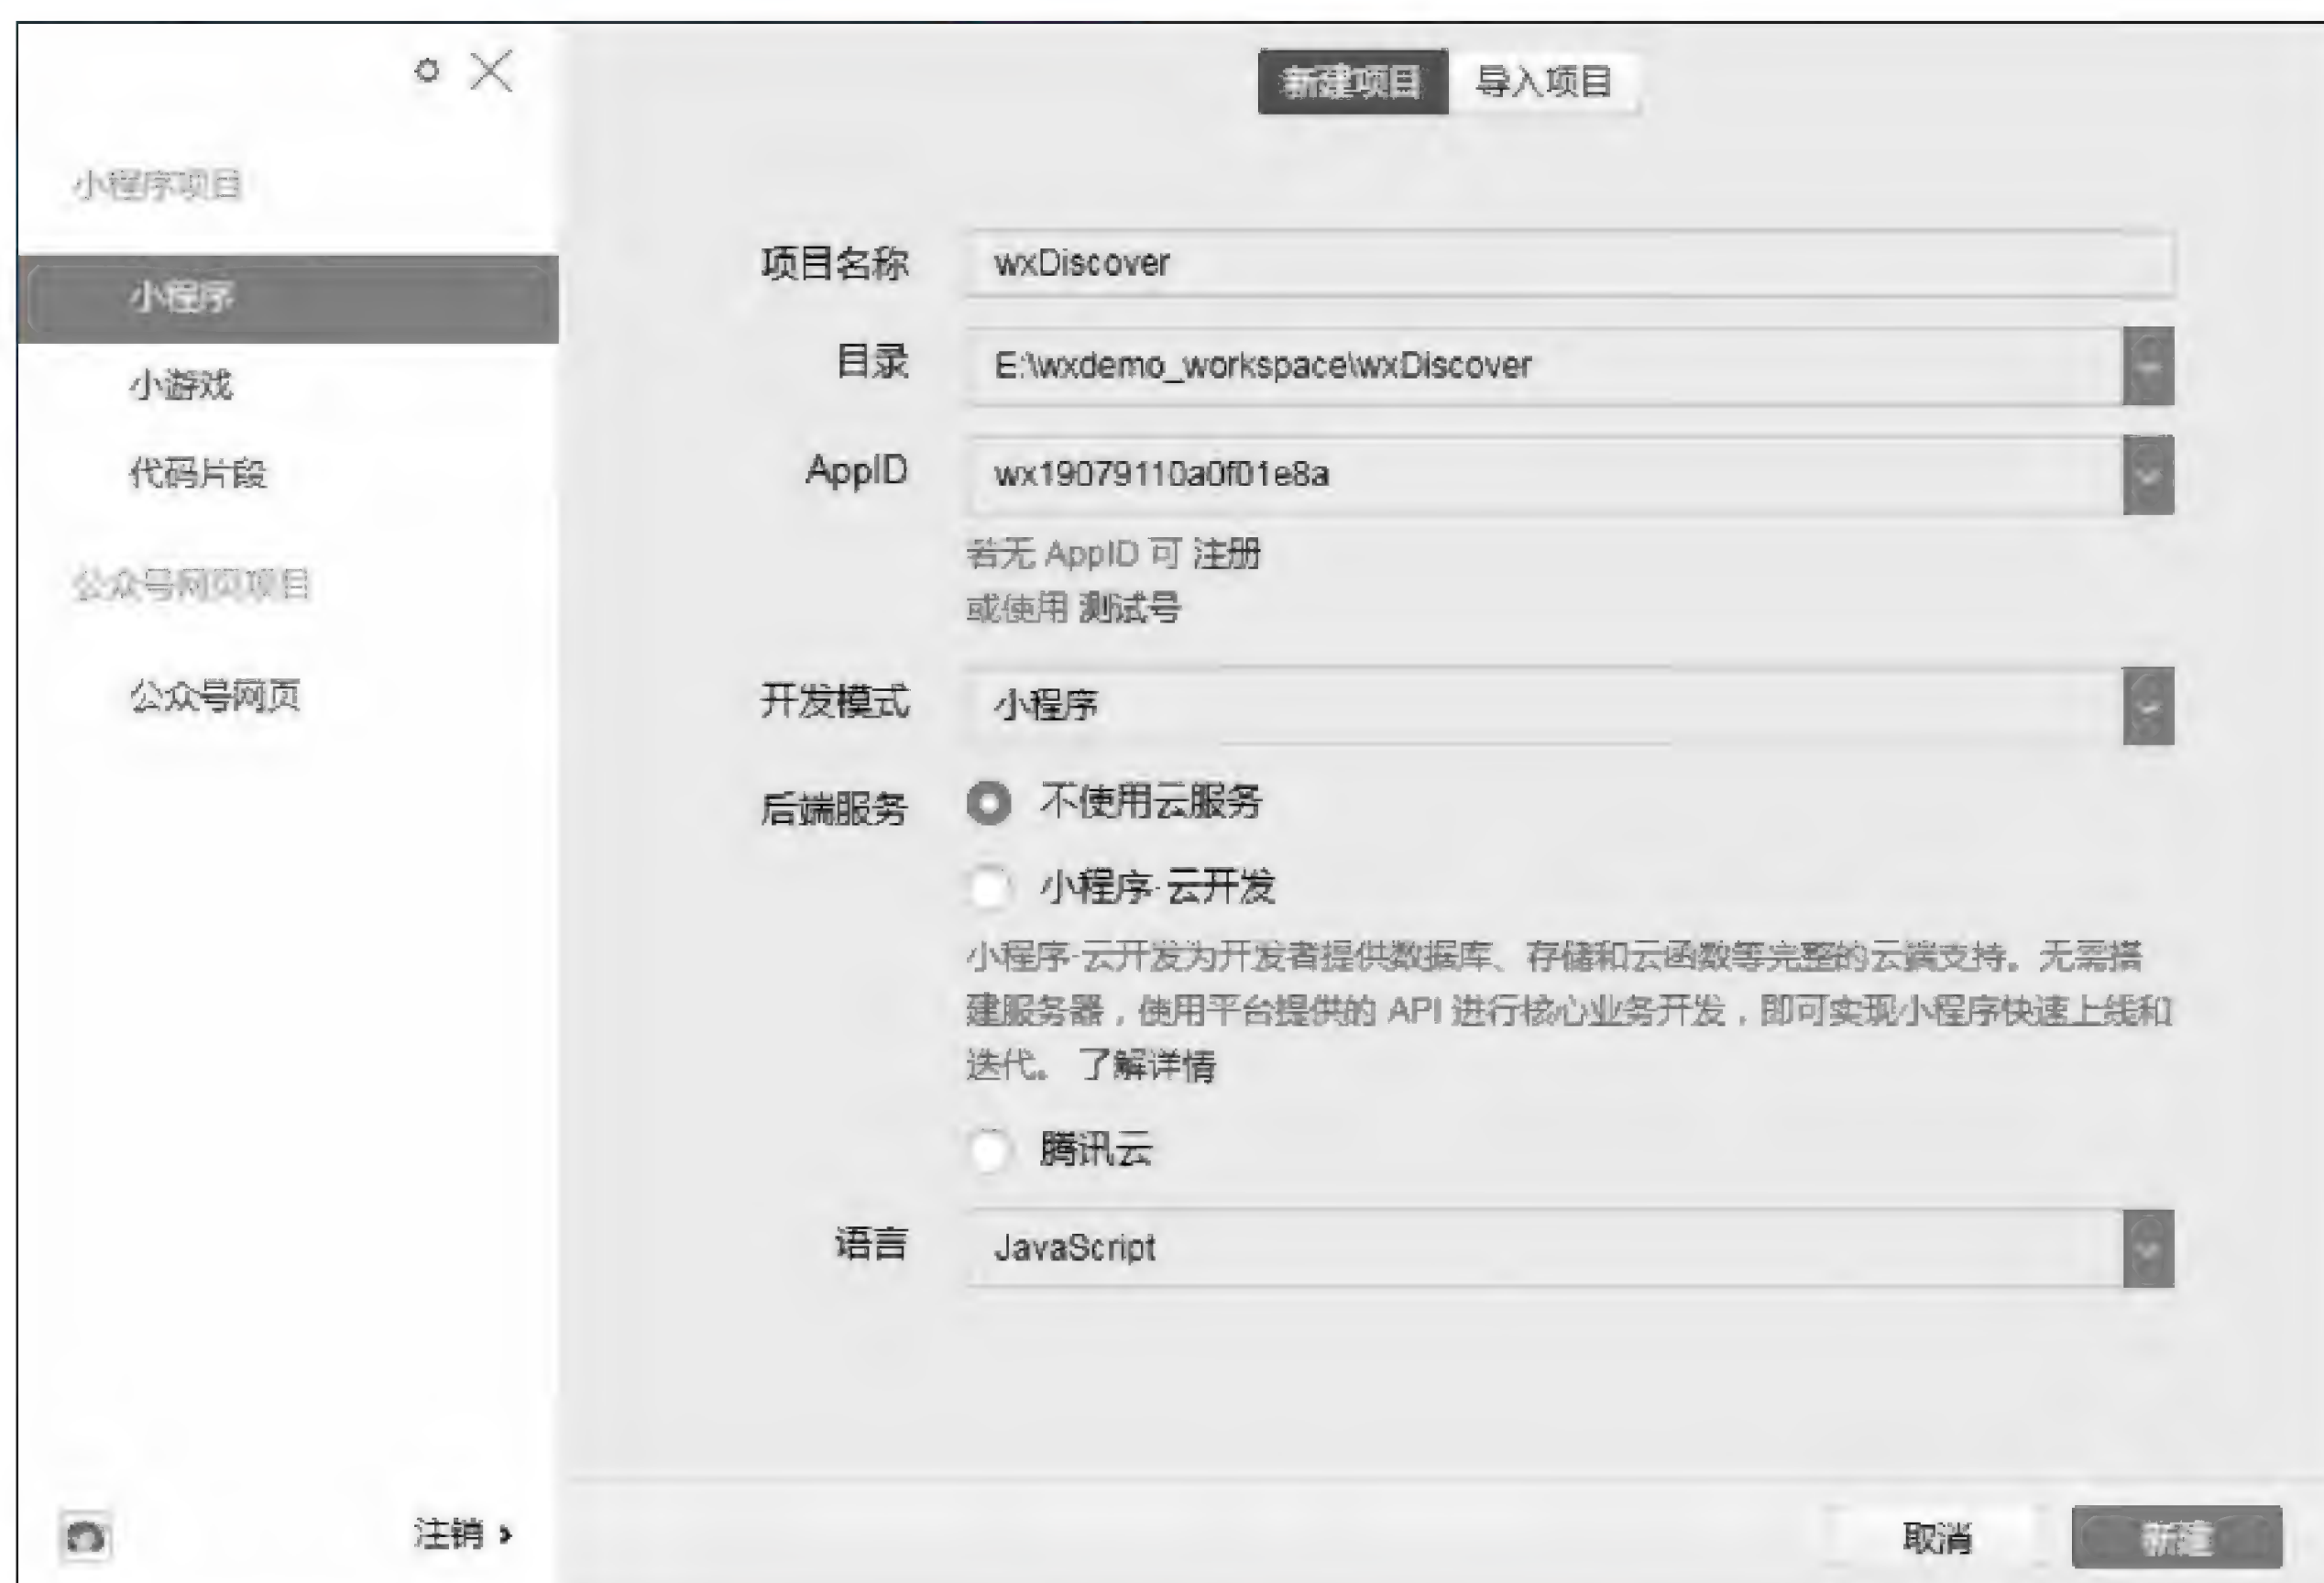 新建项目 导入项目
小程序项目
小程序
小游戏
代码片段
公众号网页项目
公众号网页
注销
项目名称 wxDiscover
目录 E:\wxdemo_workspace\wxDiscover
AppID wx19079110a0f01e8a
若无 AppID 可 注册
或使用 测试号
开发模式 小程序
后端服务 不使用云服务
小程序·云开发
小程序·云开发为开发者提供数据库、存储和云函数等完整的云端支持。无需搭
建服务器，使用平台提供的 API 进行核心业务开发，即可实现小程序快速上线和
迭代。 了解详情
腾讯云
语言 JavaScript
取消 新建